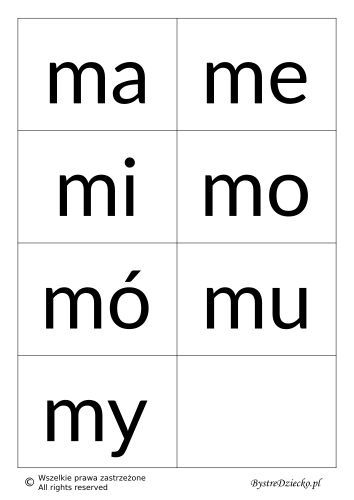 ma me
mi mo
mó mu
my
© Wszelkie prawa zastrzeżone
All rights reserved
BystreDziecko.pl